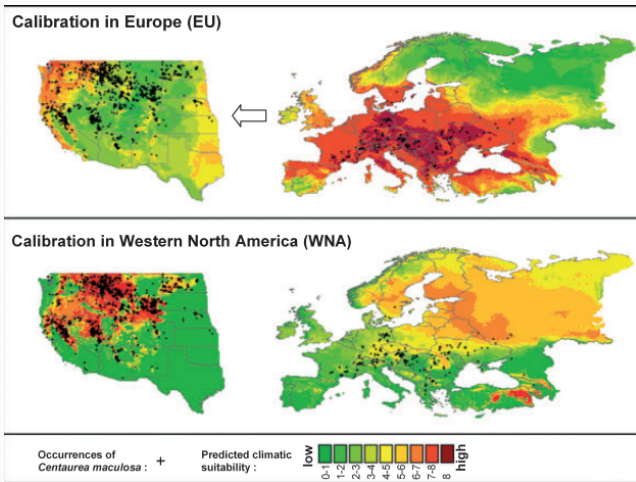 Calibration in Europe (EU)
Calibration in Western North America (WNA)
Occurrences of
Centaurea maculosa : +
Predicted climatic
suitability :
low
0-1
1-2
2-3
3-4
4-5
5-6
6-7
7-8
8
high